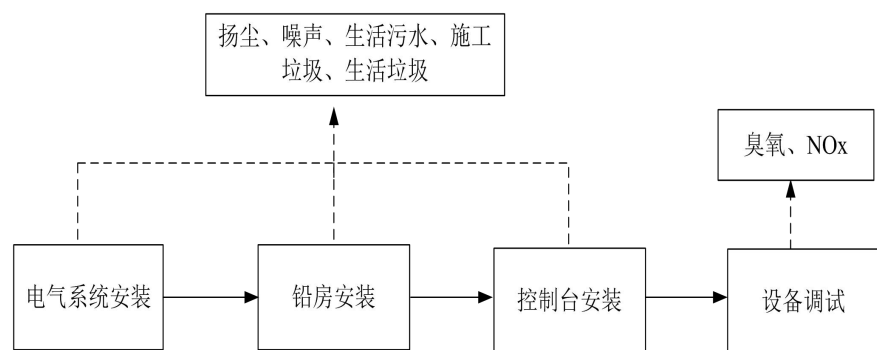 扬尘、噪声、生活污水、施工
垃圾、生活垃圾
臭氧、NOx
电气系统安装
铅房安装
控制台安装
设备调试